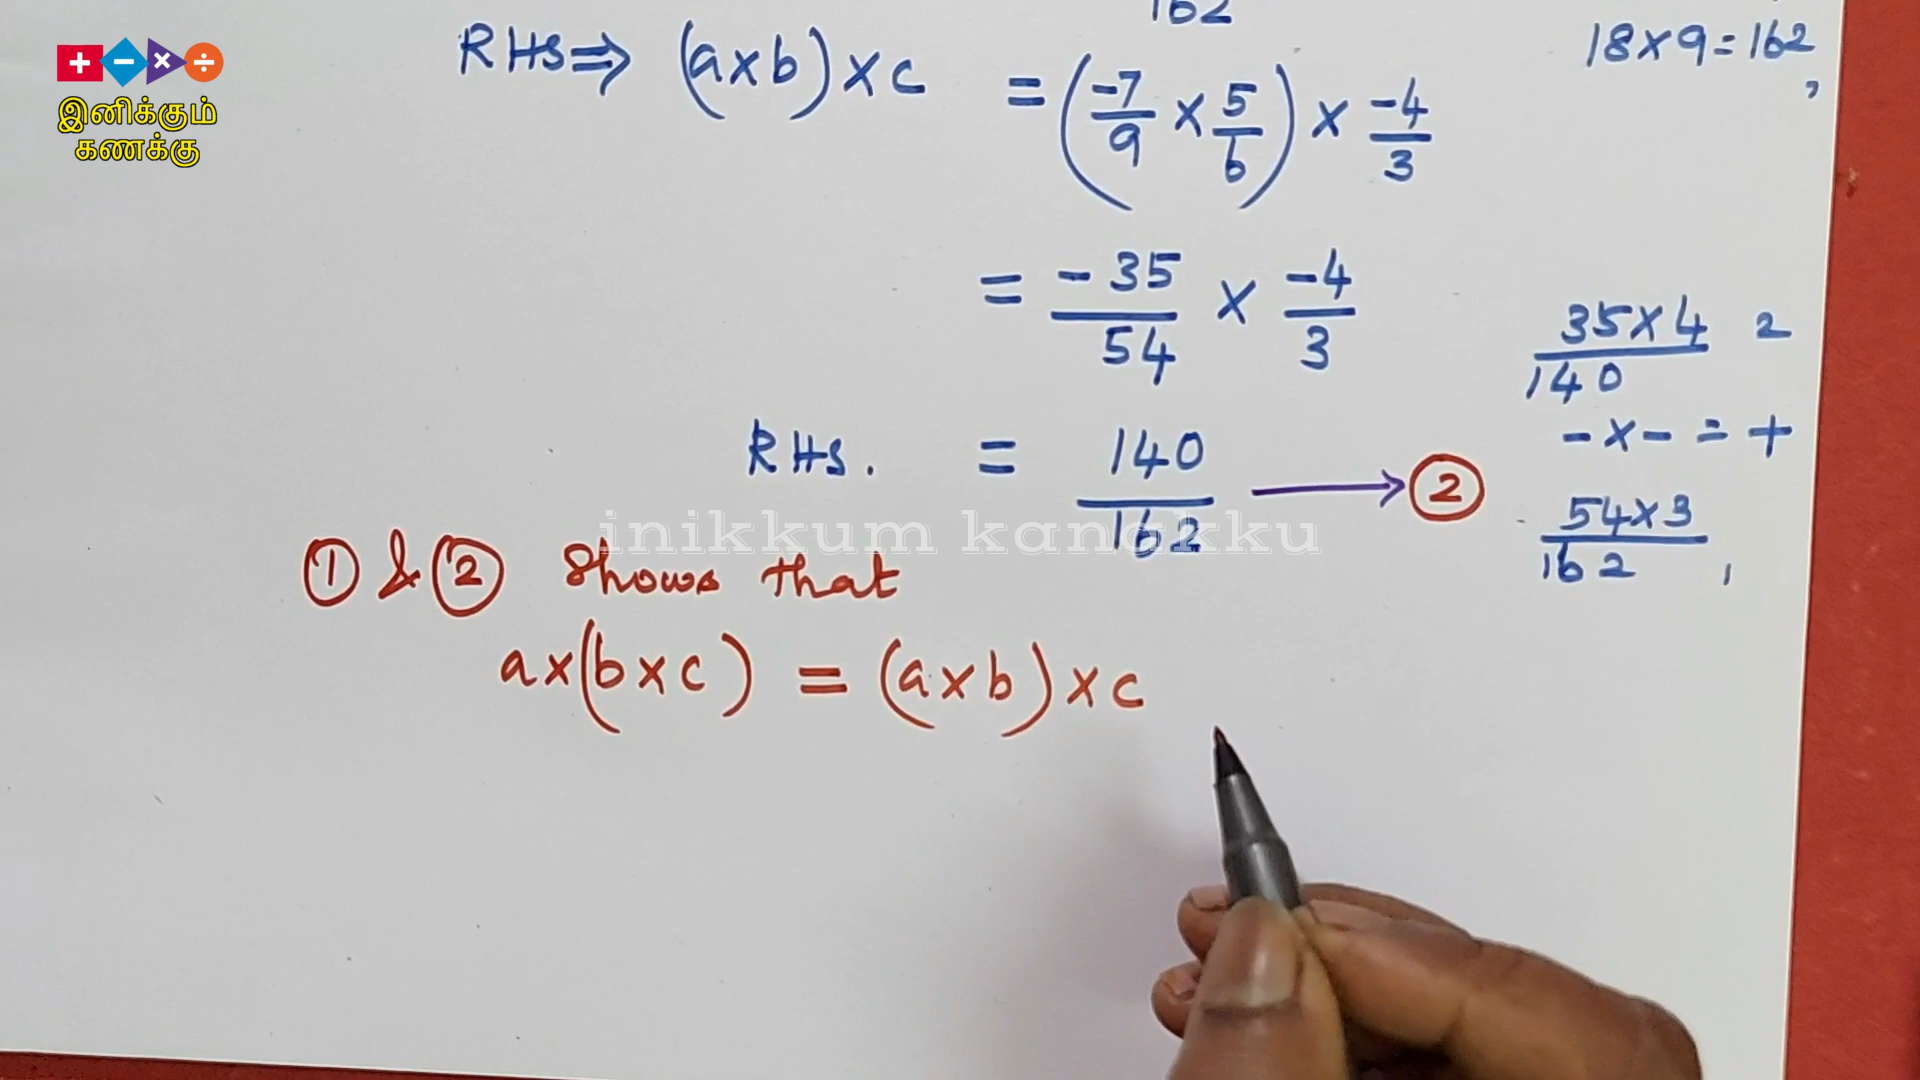 இனிக்கும்
கணக்கு
162
18×9=162,
RHS⇒ (a×b)×c = (-7/9 × 5/6) × -4/3
= -35/54 × -4/3
35×4 2
140
-×- = +
RHS. = 140/162 → ②
54×3
162,
inikkum kanakku
① & ② Shows that
a×(b×c) = (a×b)×c